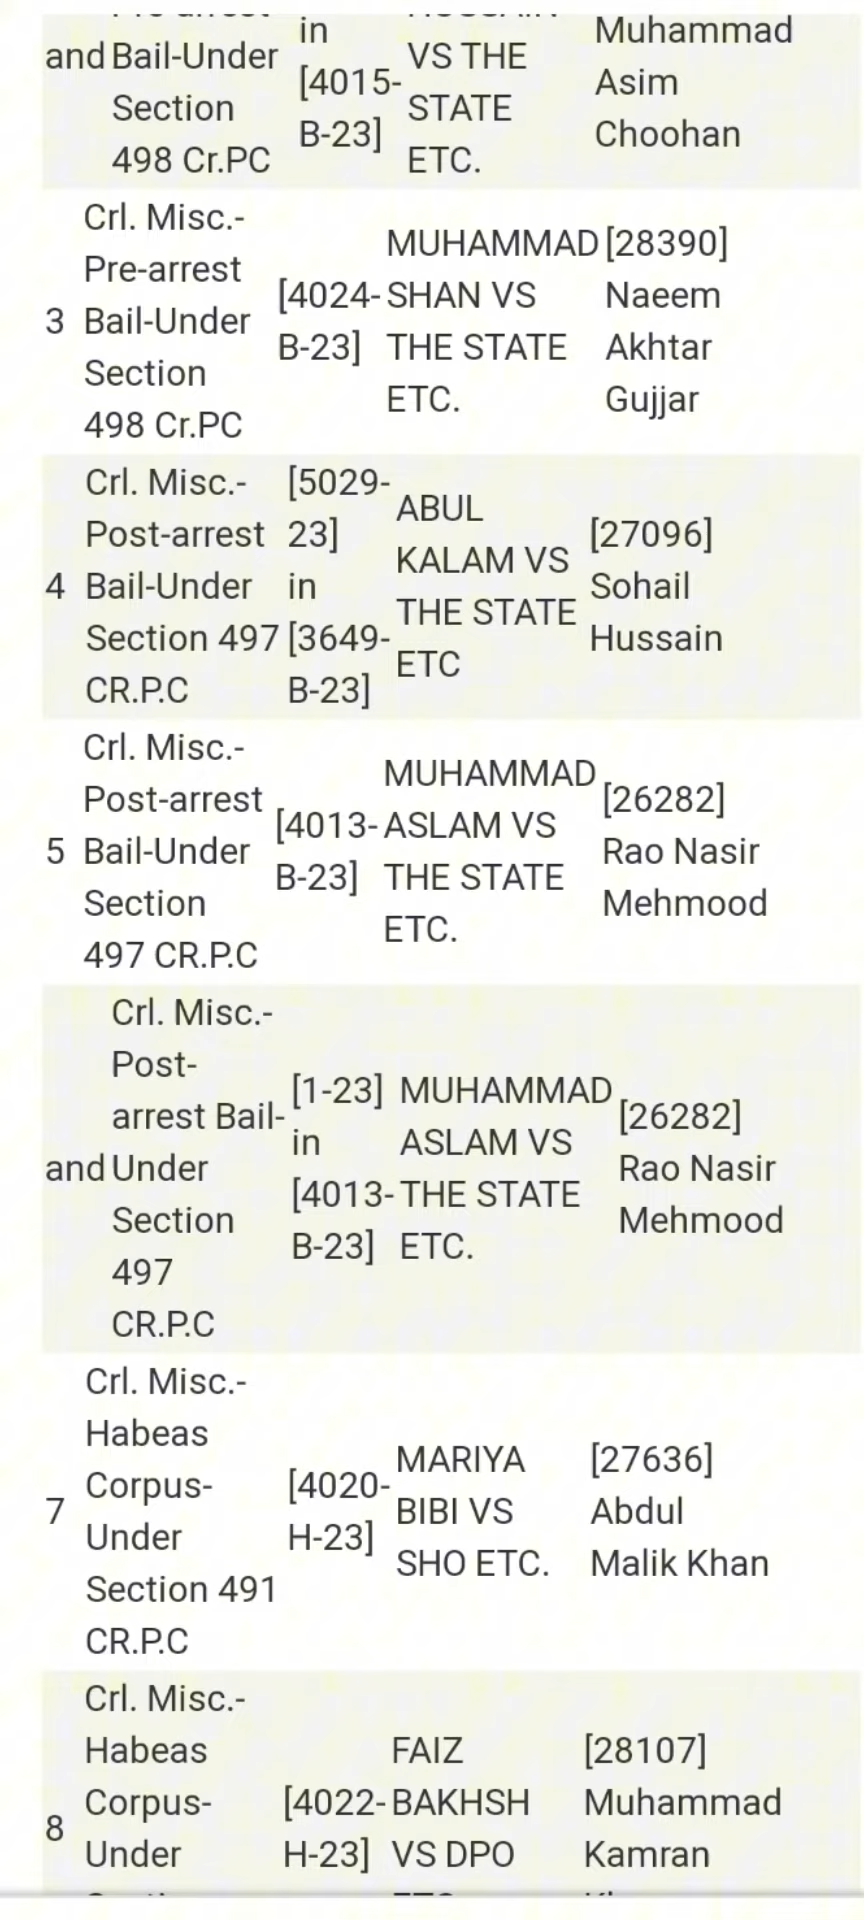 and Bail-Under Section 498 Cr.PC
in [4015-B-23]
VS THE STATE ETC.
Muhammad Asim Choohan
3
Crl. Misc.-
Pre-arrest
Bail-Under
Section
498 Cr.PC
[4024-
B-23]
MUHAMMAD
SHAN VS
THE STATE
ETC.
[28390]
Naeem
Akhtar
Gujjar
4
Crl. Misc.-
Post-arrest
Bail-Under
Section 497
CR.P.C
[5029-
23]
in
[3649-
B-23]
ABUL
KALAM VS
THE STATE
ETC
[27096]
Sohail
Hussain
5
Crl. Misc.-
Post-arrest
Bail-Under
Section
497 CR.P.C
[4013-
B-23]
MUHAMMAD
ASLAM VS
THE STATE
ETC.
[26282]
Rao Nasir
Mehmood
and
Crl. Misc.-
Post-
arrest Bail-
Under
Section
497
CR.P.C
[1-23]
in
[4013-
B-23]
MUHAMMAD
ASLAM VS
THE STATE
ETC.
[26282]
Rao Nasir
Mehmood
7
Crl. Misc.-
Habeas
Corpus-
Under
Section 491
CR.P.C
[4020-
H-23]
MARIYA
BIBI VS
SHO ETC.
[27636]
Abdul
Malik Khan
8
Crl. Misc.-
Habeas
Corpus-
Under
[4022-
H-23]
FAIZ
BAKHSH
VS DPO
[28107]
Muhammad
Kamran